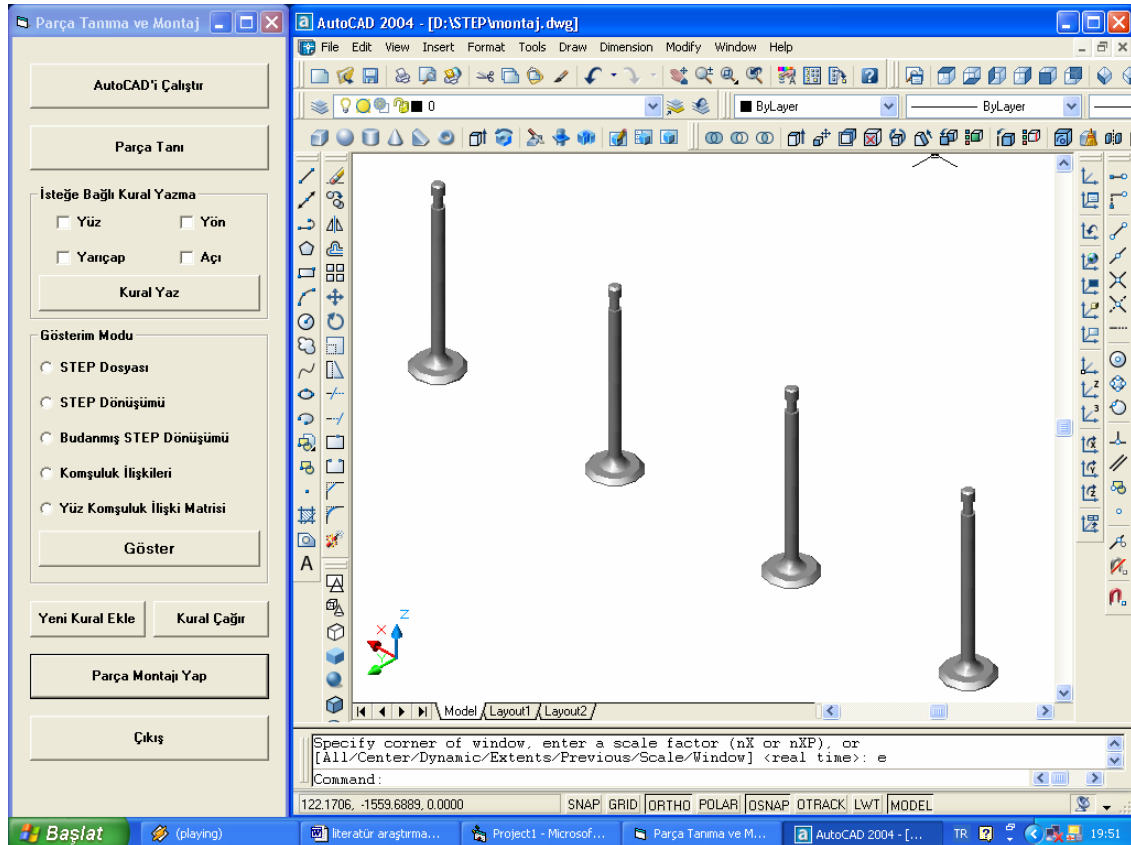 Parça Tanıma ve Montaj
AutoCAD'i Çalıştır
Parça Tanı
İsteğe Bağlı Kural Yazma
Yüz
Yön
Yarıçap
Açı
Kural Yaz
Gösterim Modu
STEP Dosyası
STEP Dönüşümü
Budanmış STEP Dönüşümü
Komşuluk İlişkileri
Yüz Komşuluk İlişki Matrisi
Göster
Yeni Kural Ekle
Kural Çağır
Parça Montajı Yap
Çıkış
AutoCAD 2004 - [D:\STEP\montaj.dwg]
File Edit View Insert Format Tools Draw Dimension Modify Window Help
0
ByLayer
ByLayer
A
X
Y
Z
Model Layout1 Layout2
Specify corner of window, enter a scale factor (nX or nXP), or
[All/Center/Dynamic/Extents/Previous/Scale/Window] <real time>: e
Command:
122.1706, -1559.6889, 0.0000
SNAP GRID ORTHO POLAR OSNAP OTRACK LWT MODEL
Başlat
(playing)
literatür araştırma...
Project1 - Microsof...
Parça Tanıma ve M...
AutoCAD 2004 - [...
TR
19:51